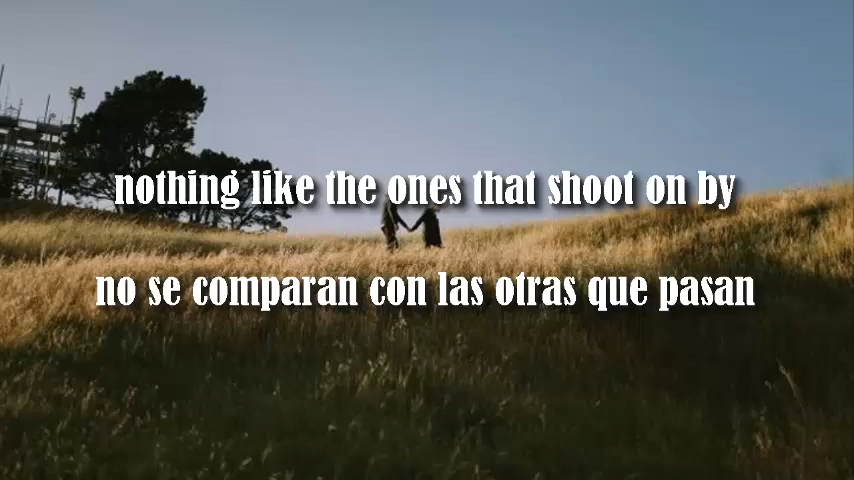 nothing like the ones that shoot on by
no se comparan con las otras que pasan